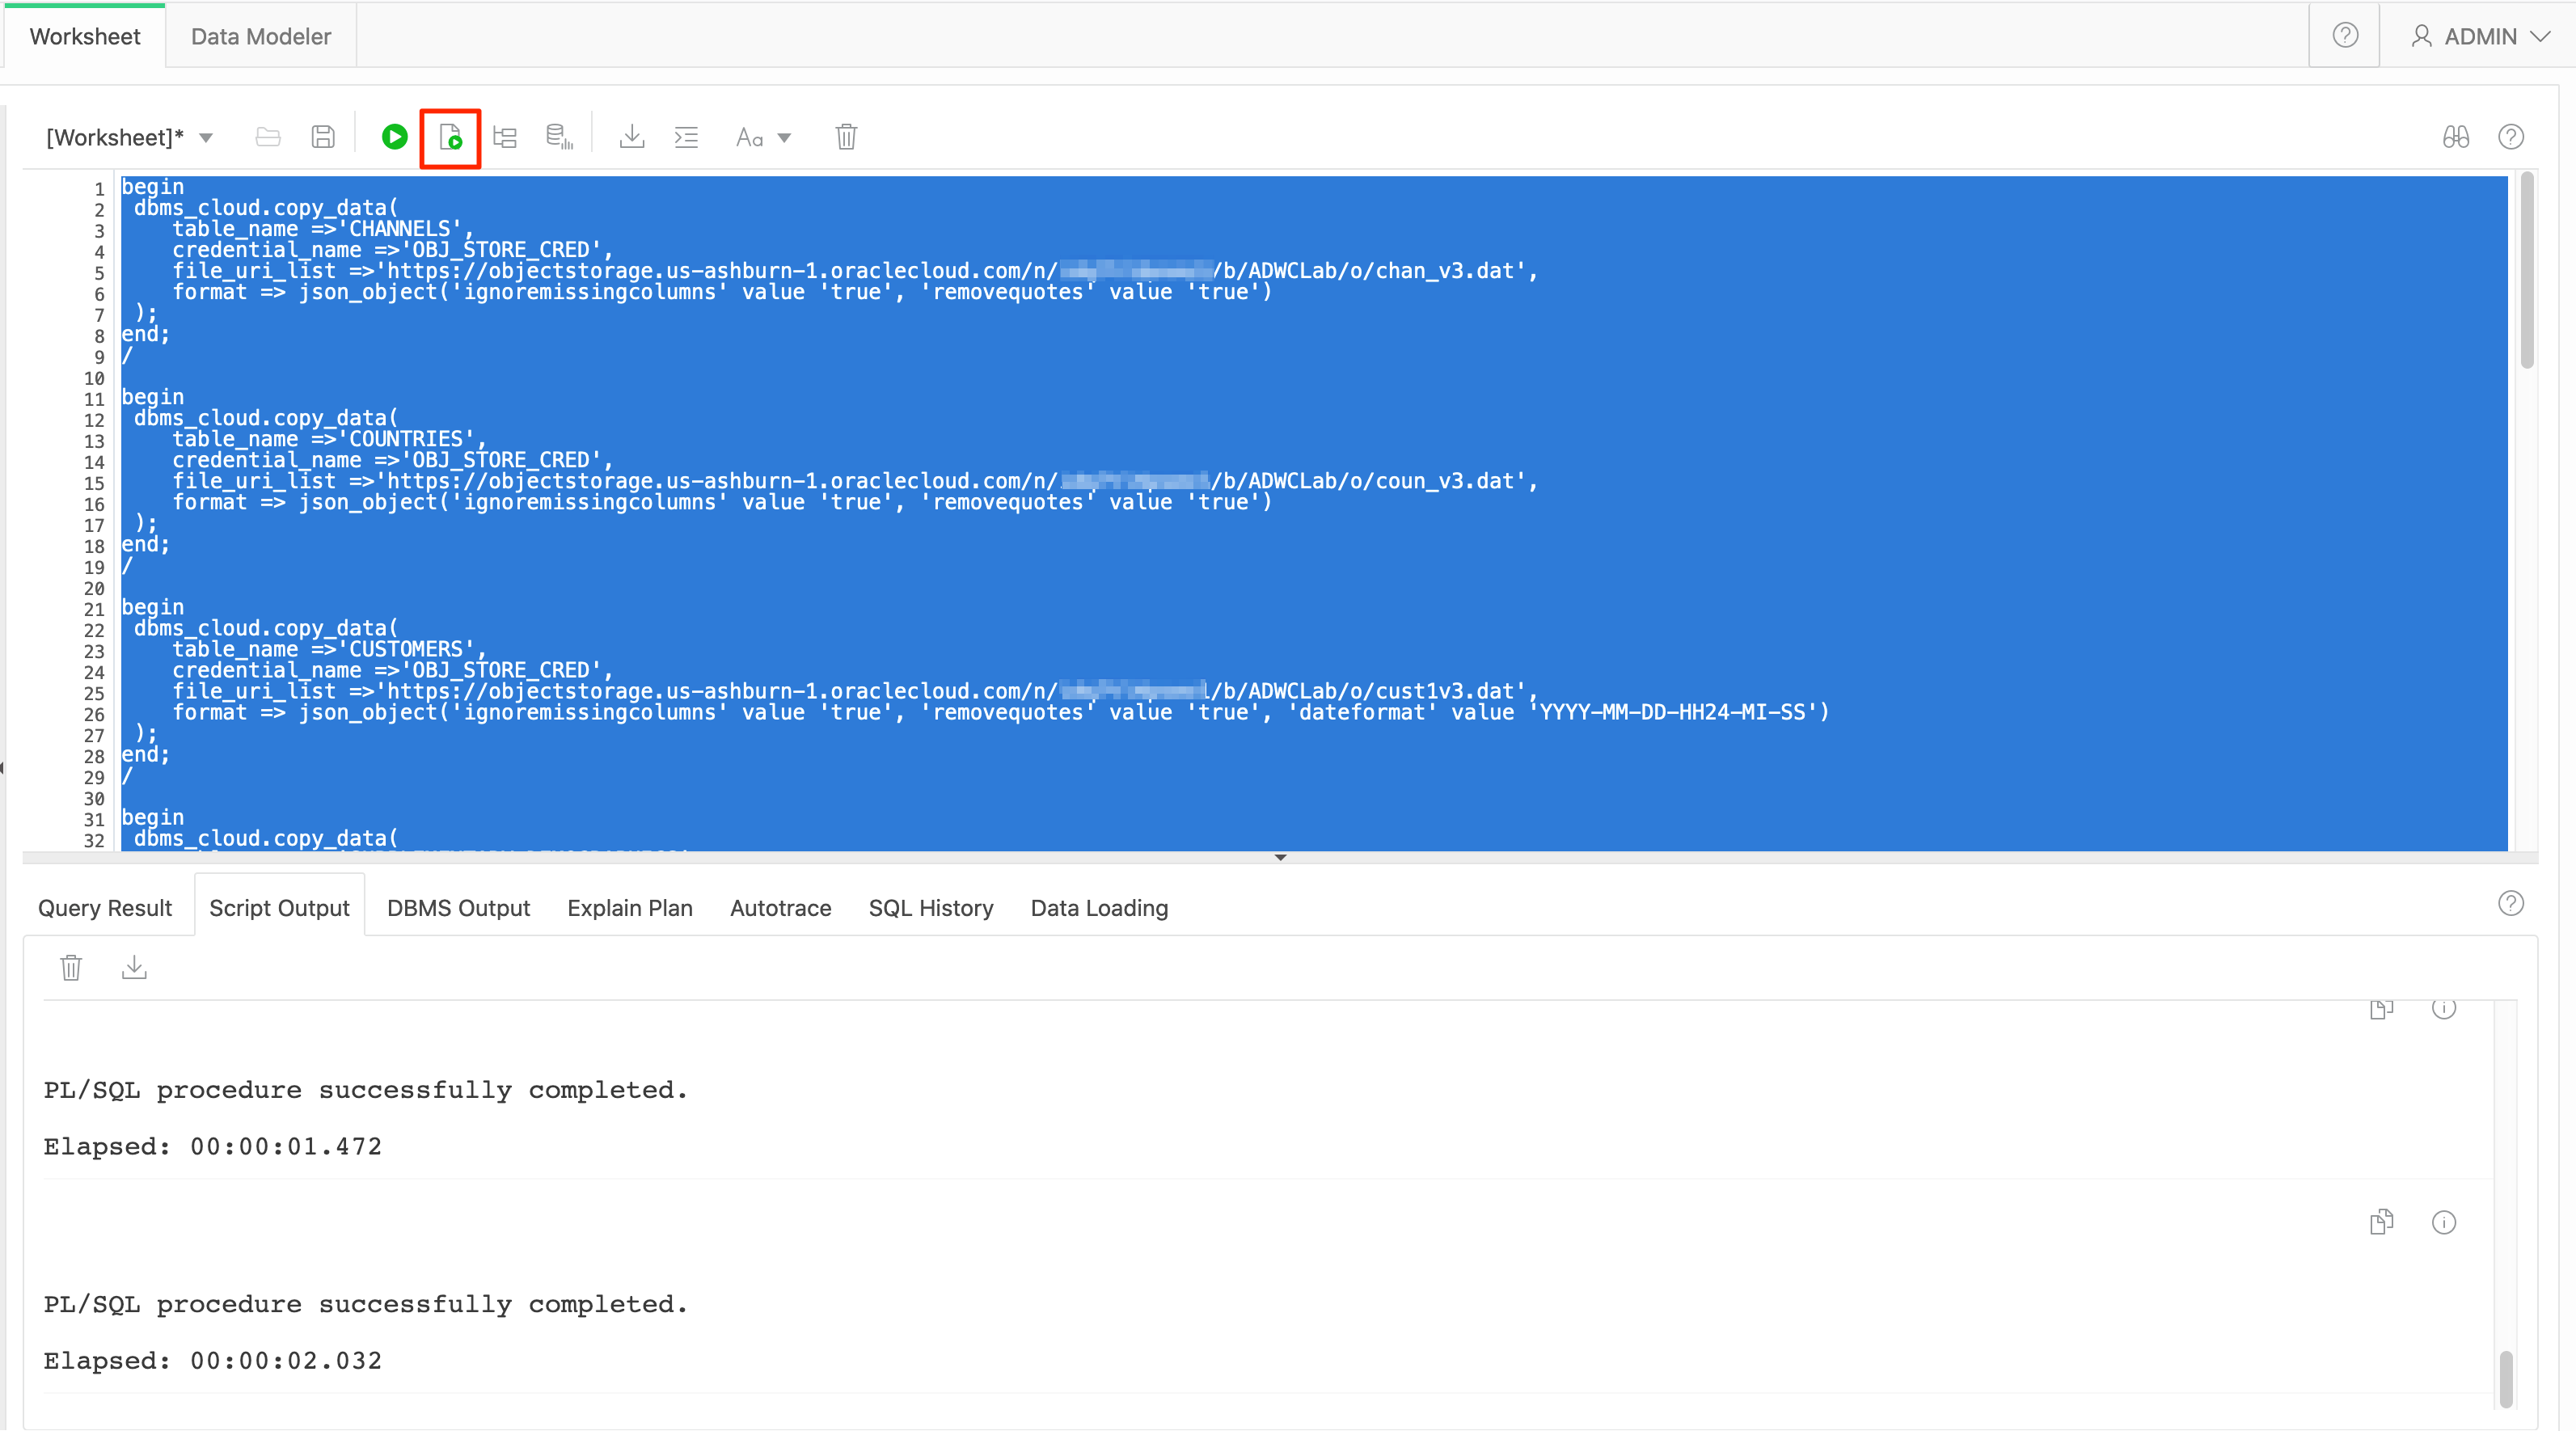 Worksheet Data Modeler ADMIN
[Worksheet]* Aa
1 begin
2 dbms_cloud.copy_data(
3 table_name =>'CHANNELS',
4 credential_name =>'OBJ_STORE_CRED',
5 file_uri_list =>'https://objectstorage.us-ashburn-1.oraclecloud.com/n/ /b/ADWCLab/o/chan_v3.dat',
6 format => json_object('ignoremissingcolumns' value 'true', 'removequotes' value 'true')
7 );
8 end;
9 /
10
11 begin
12 dbms_cloud.copy_data(
13 table_name =>'COUNTRIES',
14 credential_name =>'OBJ_STORE_CRED',
15 file_uri_list =>'https://objectstorage.us-ashburn-1.oraclecloud.com/n/ /b/ADWCLab/o/coun_v3.dat',
16 format => json_object('ignoremissingcolumns' value 'true', 'removequotes' value 'true')
17 );
18 end;
19 /
20
21 begin
22 dbms_cloud.copy_data(
23 table_name =>'CUSTOMERS',
24 credential_name =>'OBJ_STORE_CRED',
25 file_uri_list =>'https://objectstorage.us-ashburn-1.oraclecloud.com/n/ /b/ADWCLab/o/cust1v3.dat',
26 format => json_object('ignoremissingcolumns' value 'true', 'removequotes' value 'true', 'dateformat' value 'YYYY-MM-DD-HH24-MI-SS')
27 );
28 end;
29 /
30
31 begin
32 dbms_cloud.copy_data(
Query Result Script Output DBMS Output Explain Plan Autotrace SQL History Data Loading
PL/SQL procedure successfully completed.
Elapsed: 00:00:01.472
PL/SQL procedure successfully completed.
Elapsed: 00:00:02.032